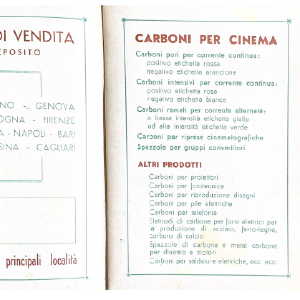 DI VENDITA
EPOSITO
NO - GENOVA
OGNA - FIRENZE
A - NAPOLI - BARI
SINA - CAGLIARI
principali località
CARBONI PER CINEMA
Carboni puri per corrente continua:
positivo etichetta rossa
negativo etichetta arancione
Carboni intensivi per corrente continua:
positivo etichetta rosa
negativo etichetta bianca
Carboni ramati per corrente alternata:
a bassa intensità etichetta gialla
ad alta intensità etichetta verde
Carboni per riprese cinematografiche
Spazzole per gruppi convertitori
ALTRI PRODOTTI
Carboni per proiettori
Carboni per fototecnica
Carboni per riproduzione disegni
Carboni per pile elettriche
Carboni per telefonia
Elettrodi di carbone per forni elettrici per
la produzione di acciaio, ferroleghe,
carburo di calcio
Spazzole di carbone e metal carbone
per dinamo e motori
Carboni per saldature elettriche, ecc. ecc.